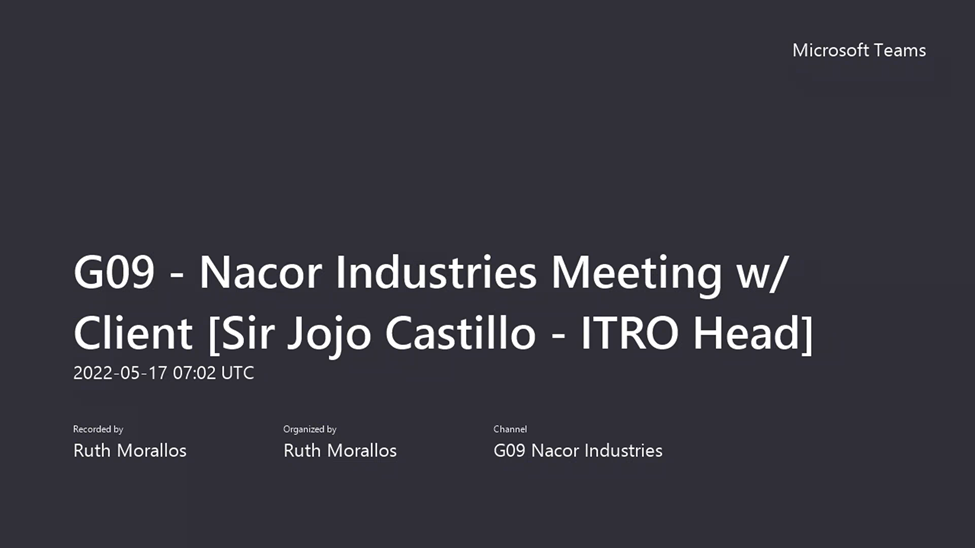 Microsoft Teams
G09 - Nacor Industries Meeting w/
Client [Sir Jojo Castillo - ITRO Head]
2022-05-17 07:02 UTC
Recorded by
Ruth Morallos
Organized by
Ruth Morallos
Channel
G09 Nacor Industries